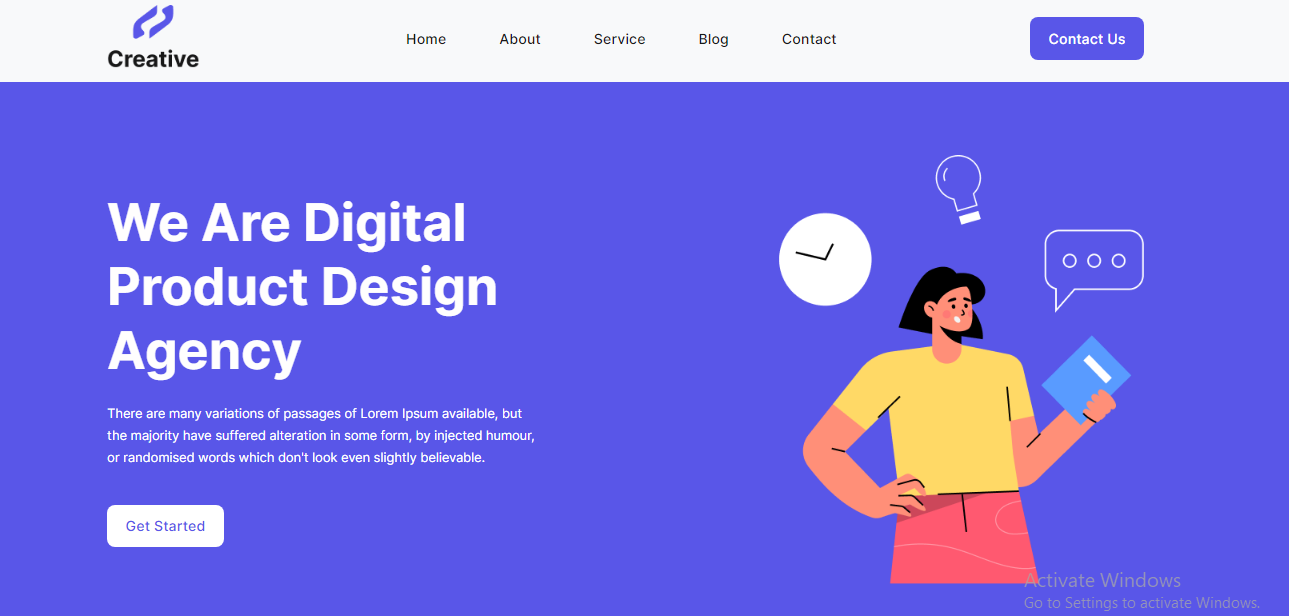 Creative
Home
About
Service
Blog
Contact
Contact Us
We Are Digital
Product Design
Agency
There are many variations of passages of Lorem Ipsum available, but
the majority have suffered alteration in some form, by injected humour,
or randomised words which don't look even slightly believable.
Get Started
Activate Windows
Go to Settings to activate Windows.